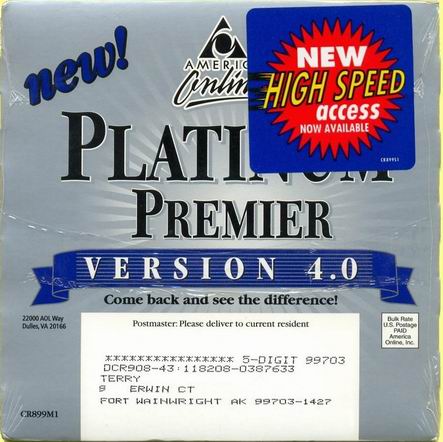 new!
AMERICA
Online
NEW
HIGH SPEED
access
NOW AVAILABLE
CR899S1
PLATINUM
PREMIER
VERSION 4.0
Come back and see the difference!
22000 AOL Way
Dulles, VA 20166
Bulk Rate
U.S. Postage
PAID
America
Online, Inc.
Postmaster: Please deliver to current resident
**************** 5-DIGIT 99703
DCR908-43:118208-0387633
TERRY
9 ERWIN CT
FORT WAINWRIGHT AK 99703-1427
CR899M1